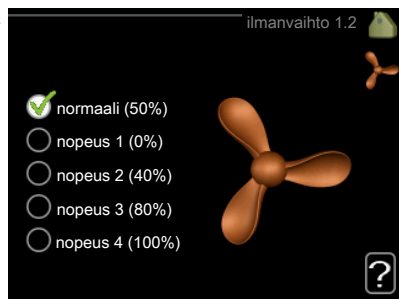 ilmanvaihto 1.2
normaali (50%)
nopeus 1 (0%)
nopeus 2 (40%)
nopeus 3 (80%)
nopeus 4 (100%)
?